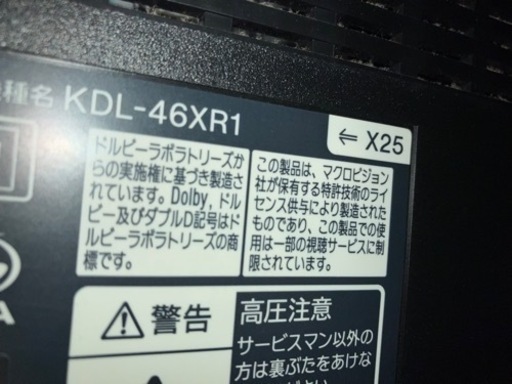 種名 KDL-46XR1
⇐ X25
ドルビーラボラトリーズか
らの実施権に基づき製造さ
れています。Dolby、ドル
ビー及びダブルD記号はド
ルビーラボラトリーズの商
標です。
この製品は、マクロビジョン
社が保有する特許技術のライ
センス供与により製造された
ものであり、この製品での使
用は一部の視聴サービスに制
限されています。
A
警告
高圧注意
サービスマン以外の
方は裏ぶたをあけな